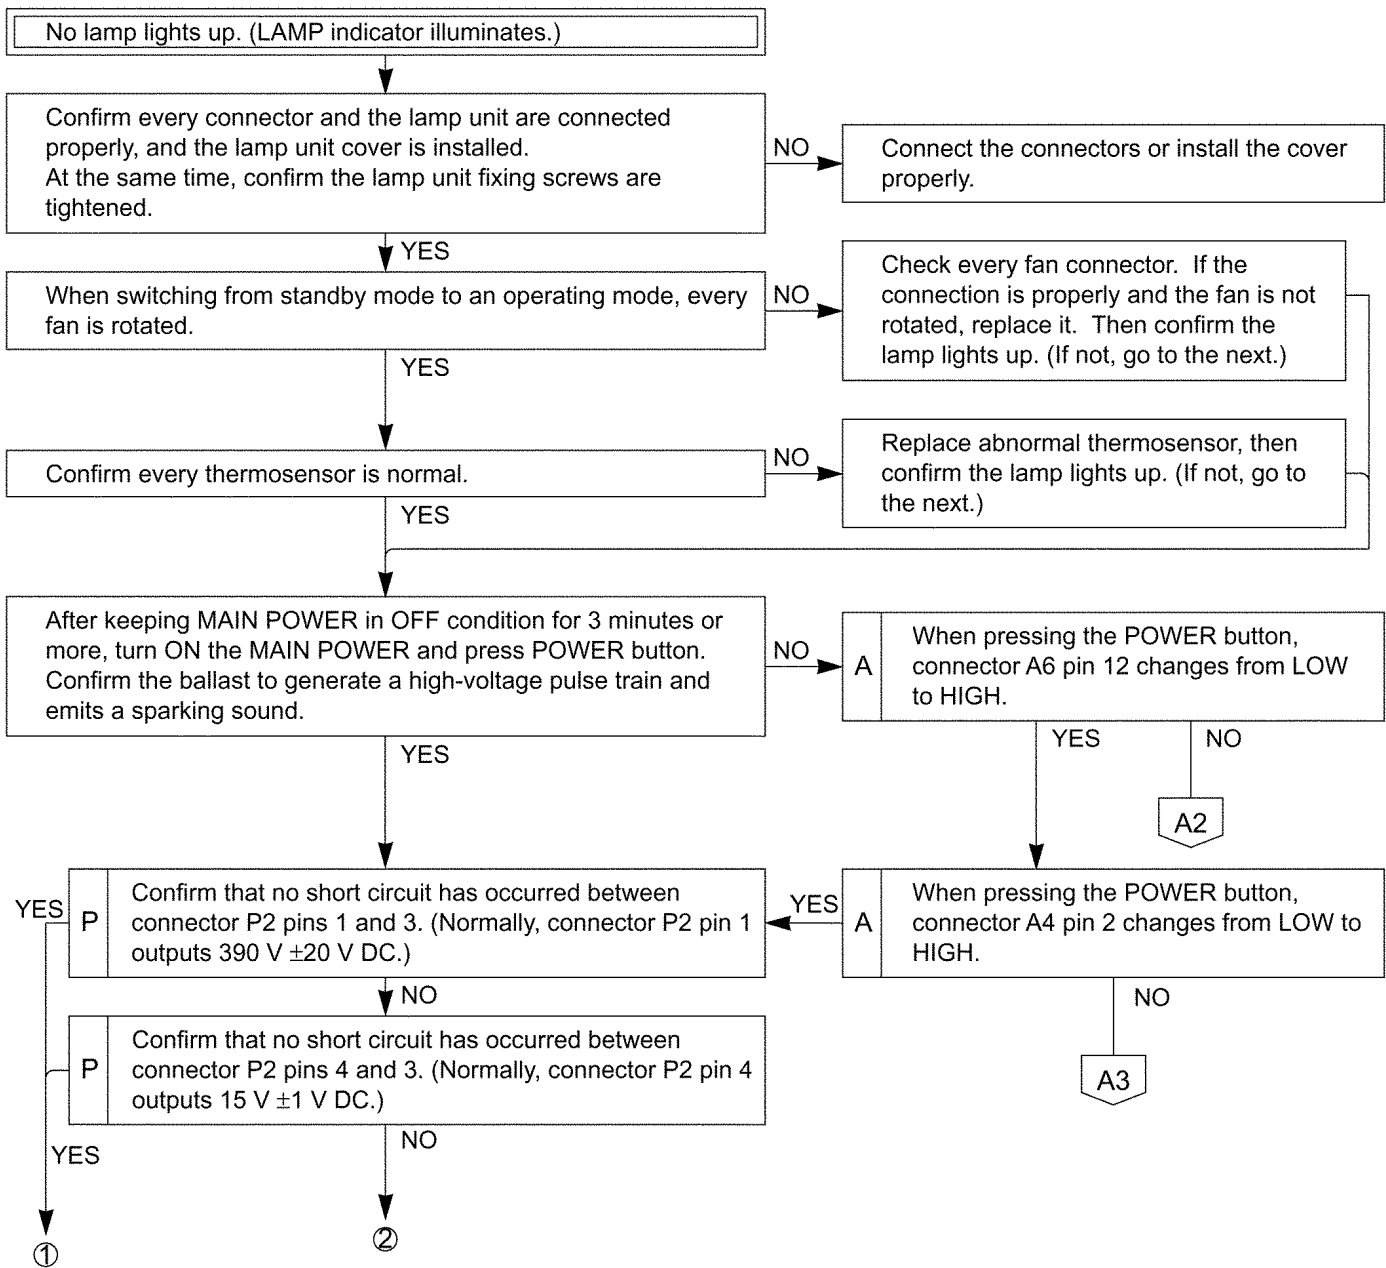 No lamp lights up. (LAMP indicator illuminates.)
Confirm every connector and the lamp unit are connected
properly, and the lamp unit cover is installed.
At the same time, confirm the lamp unit fixing screws are
tightened.
NO
Connect the connectors or install the cover
properly.
YES
When switching from standby mode to an operating mode, every
fan is rotated.
NO
Check every fan connector.  If the
connection is properly and the fan is not
rotated, replace it.  Then confirm the
lamp lights up. (If not, go to the next.)
YES
Confirm every thermosensor is normal.
NO
Replace abnormal thermosensor, then
confirm the lamp lights up. (If not, go to
the next.)
YES
After keeping MAIN POWER in OFF condition for 3 minutes or
more, turn ON the MAIN POWER and press POWER button.
Confirm the ballast to generate a high-voltage pulse train and
emits a sparking sound.
NO
A
When pressing the POWER button,
connector A6 pin 12 changes from LOW
to HIGH.
YES
YES
NO
A2
YES
P
Confirm that no short circuit has occurred between
connector P2 pins 1 and 3. (Normally, connector P2 pin 1
outputs 390 V ±20 V DC.)
YES
A
When pressing the POWER button,
connector A4 pin 2 changes from LOW to
HIGH.
NO
NO
P
Confirm that no short circuit has occurred between
connector P2 pins 4 and 3. (Normally, connector P2 pin 4
outputs 15 V ±1 V DC.)
A3
YES
NO
①
②